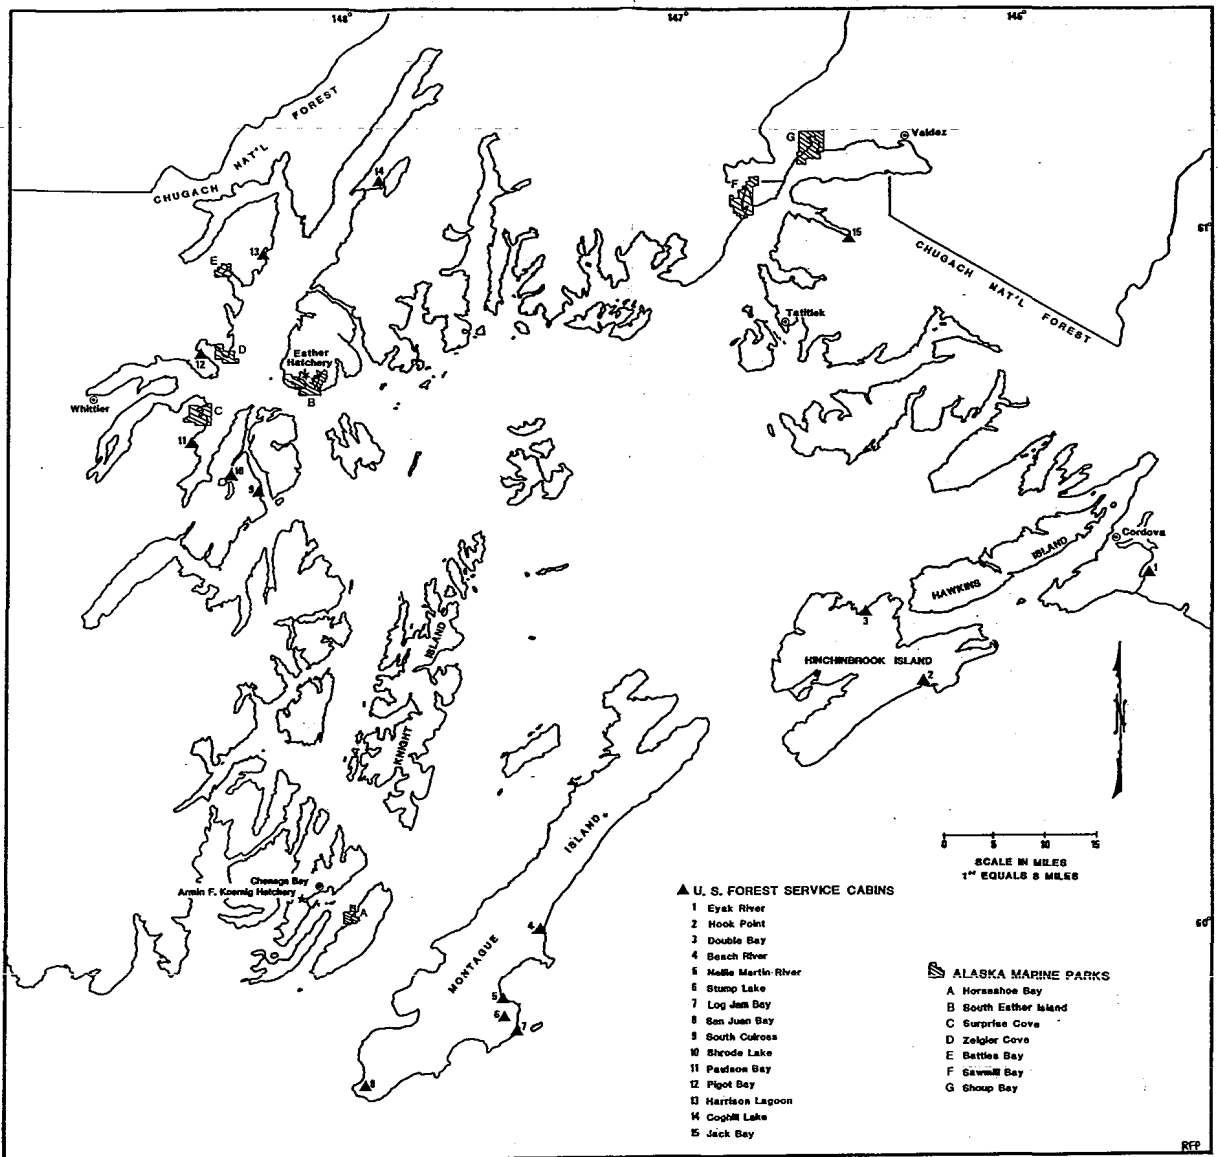 148°
147°
146°
CHUGACH NAT'L FOREST
14
G
Valdez
F
61°
15
13
E
CHUGACH NAT'L FOREST
Tatitlek
12
D
Esther
Hatchery
B
Whittier
C
11
10
9
Cordova
1
HAWKINS ISLAND
3
HINCHINBROOK ISLAND
2
KNIGHT ISLAND
0 5 10 15
SCALE IN MILES
1" EQUALS 8 MILES
MONTAGUE ISLAND
Chenega Bay
Armin F. Koernig Hatchery
A
60°
4
5
6
7
8
U. S. FOREST SERVICE CABINS
1 Eyak River
2 Hook Point
3 Double Bay
4 Beach River
5 Nellie Martin River
6 Stump Lake
7 Log Jam Bay
8 San Juan Bay
9 South Culross
10 Shrode Lake
11 Paulson Bay
12 Pigot Bay
13 Harrison Lagoon
14 Coghill Lake
15 Jack Bay
ALASKA MARINE PARKS
A Horseshoe Bay
B South Esther Island
C Surprise Cove
D Zeigler Cove
E Bettles Bay
F Sawmill Bay
G Shoup Bay
RFP